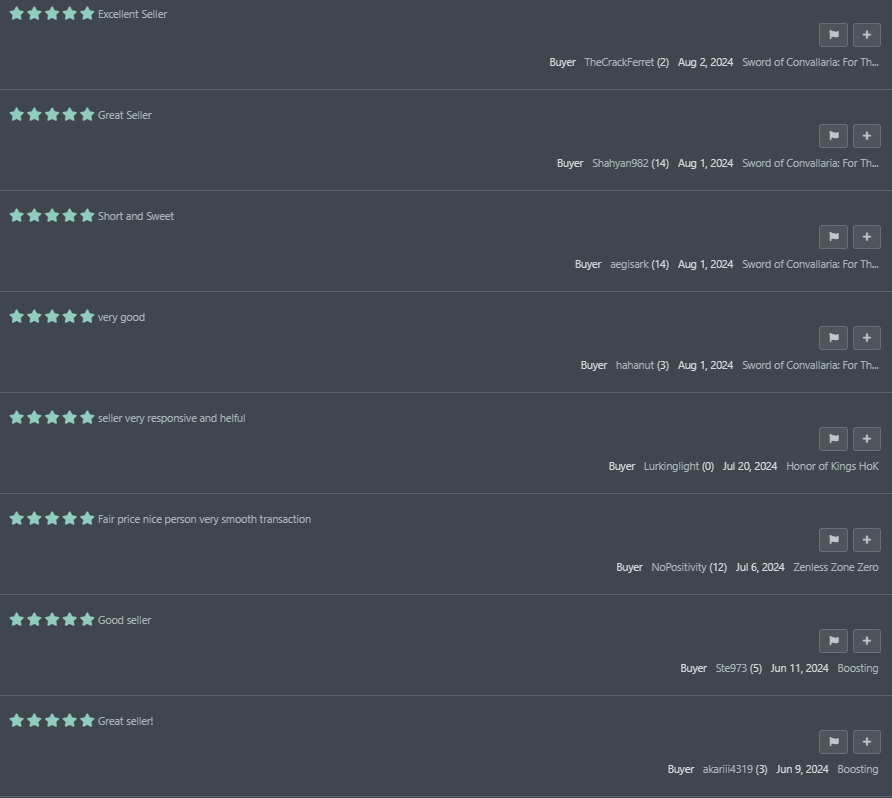 Excellent Seller
Buyer TheCrackFerret (2) Aug 2, 2024 Sword of Convallaria: For Th...
Great Seller
Buyer Shahyan982 (14) Aug 1, 2024 Sword of Convallaria: For Th...
Short and Sweet
Buyer aegisark (14) Aug 1, 2024 Sword of Convallaria: For Th...
very good
Buyer hahanut (3) Aug 1, 2024 Sword of Convallaria: For Th...
seller very responsive and helful
Buyer Lurkinglight (0) Jul 20, 2024 Honor of Kings HoK
Fair price nice person very smooth transaction
Buyer NoPositivity (12) Jul 6, 2024 Zenless Zone Zero
Good seller
Buyer Ste973 (5) Jun 11, 2024 Boosting
Great seller!
Buyer akariii4319 (3) Jun 9, 2024 Boosting